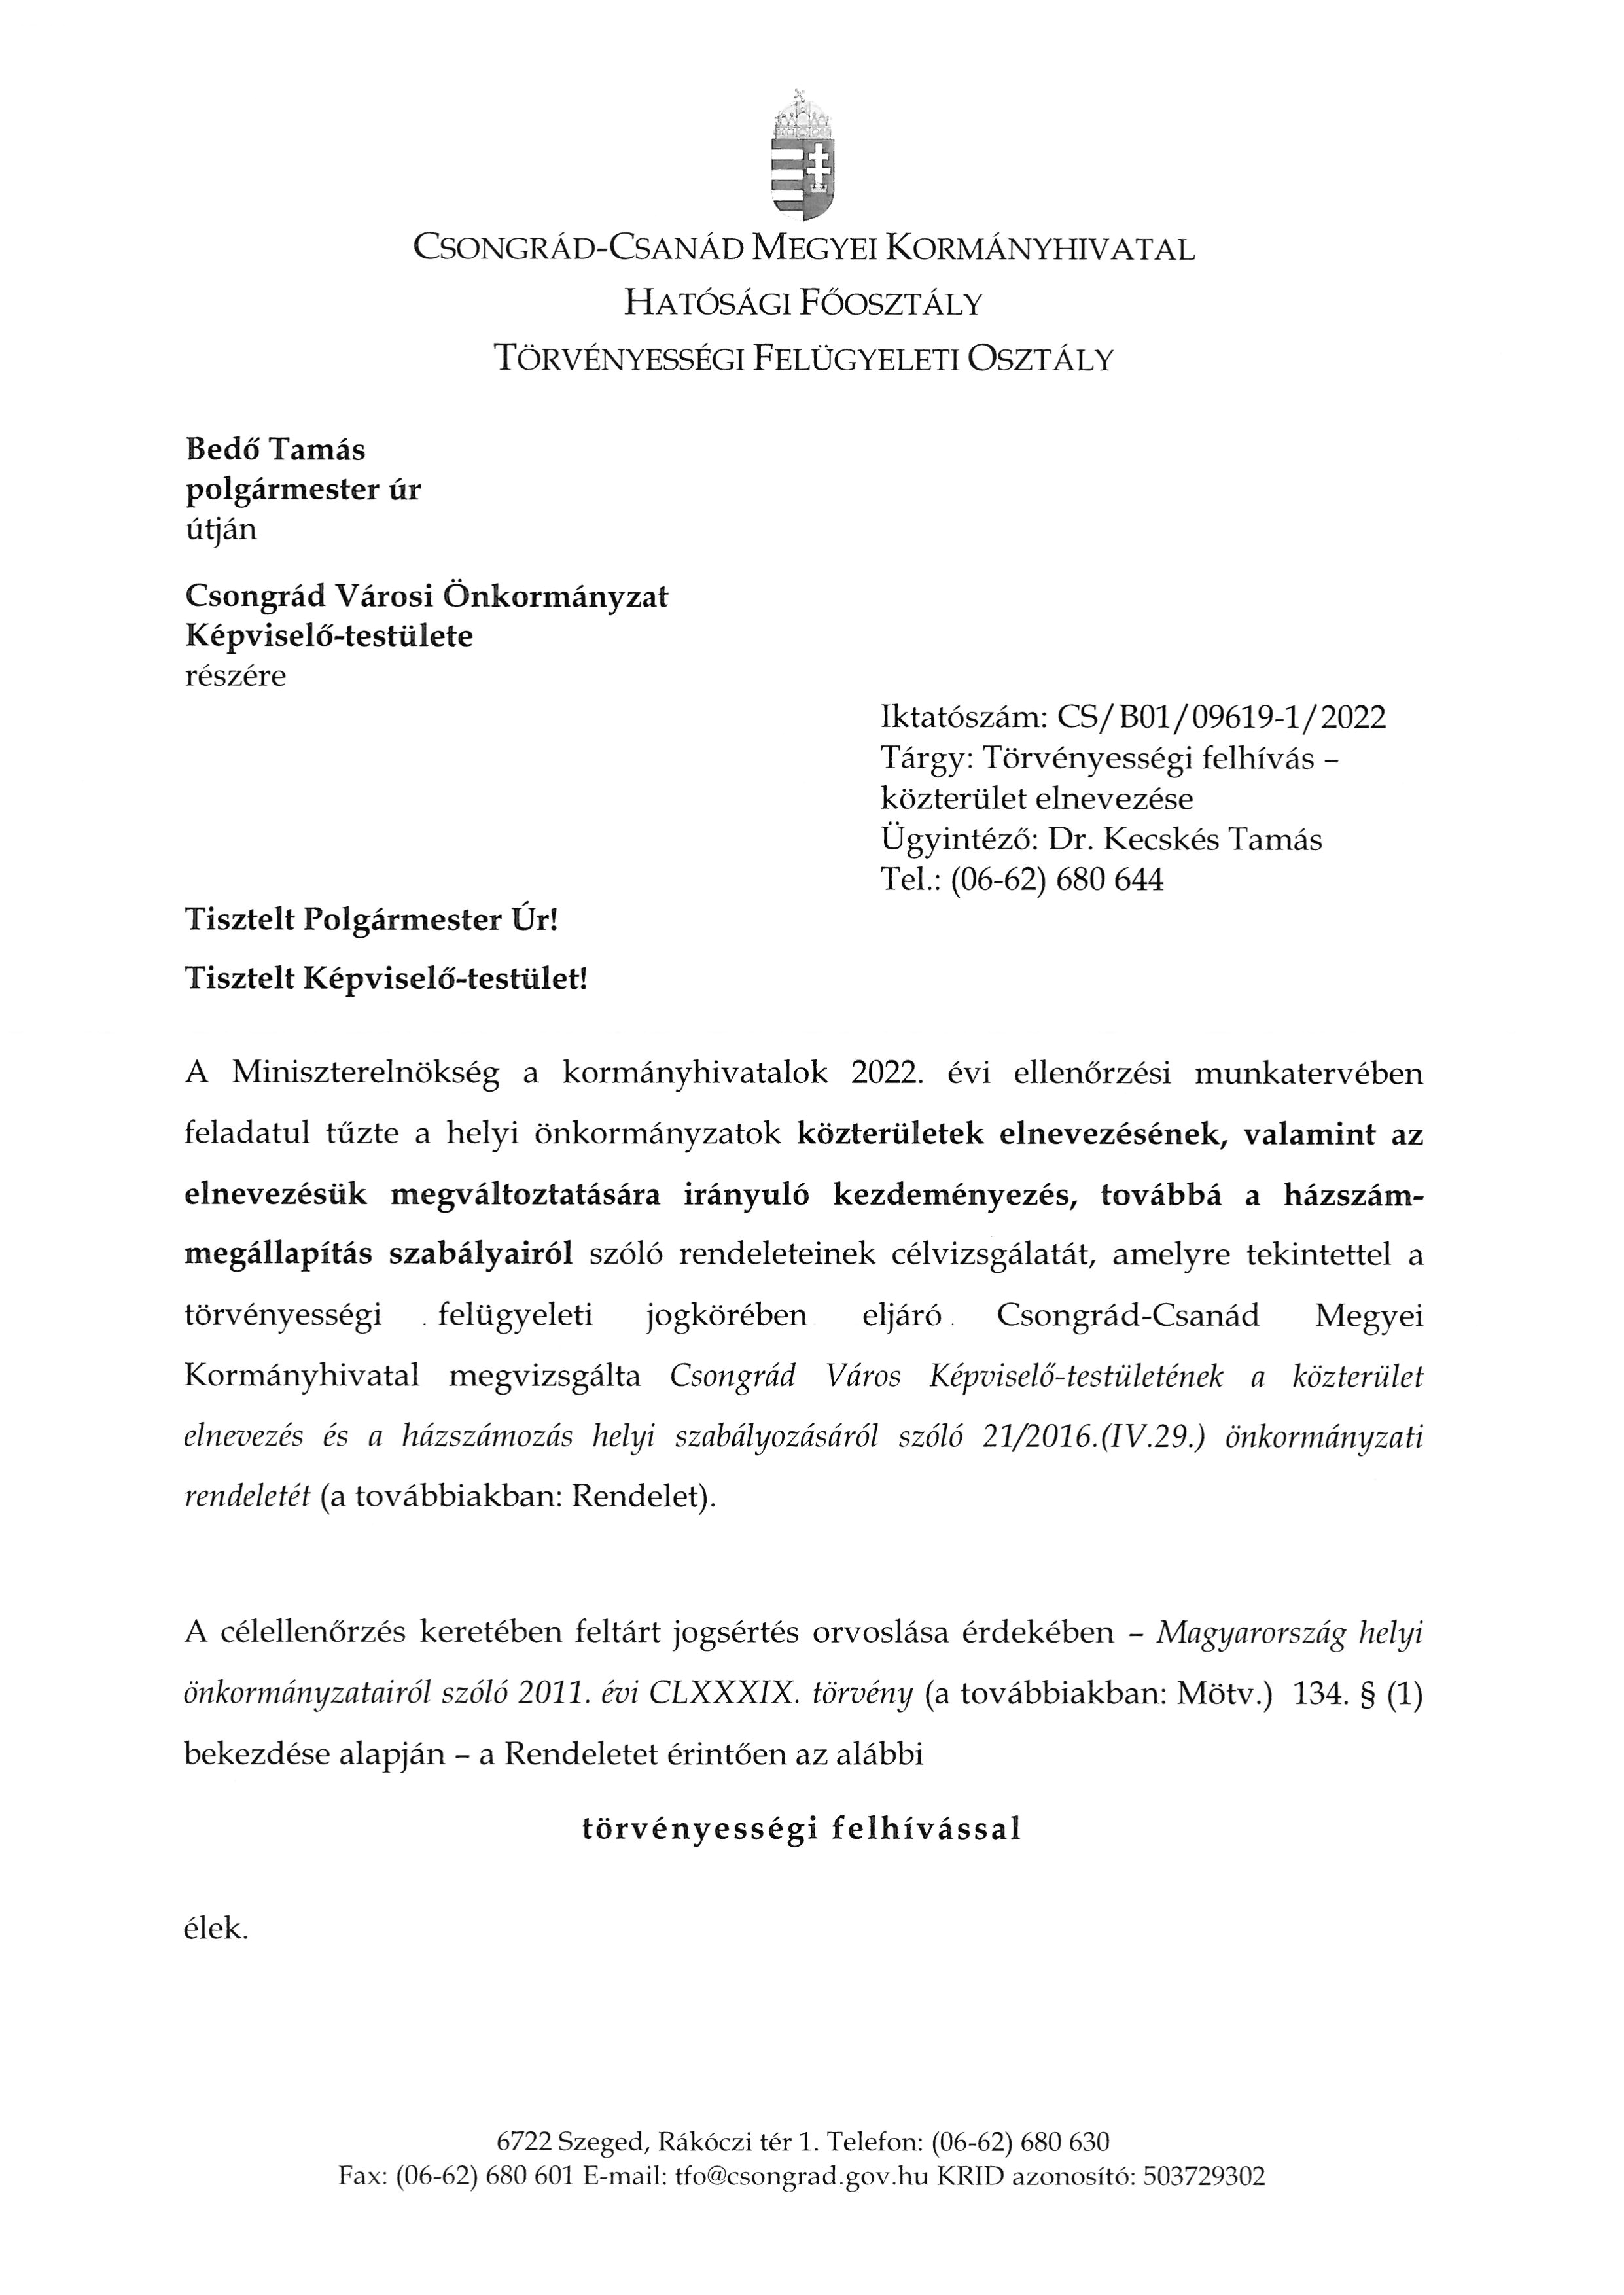 CSONGRÁD-CSANÁD MEGYEI KORMÁNYHIVATAL
HATÓSÁGI FŐOSZTÁLY
TÖRVÉNYESSÉGI FELÜGYELETI OSZTÁLY
Bedő Tamás
polgármester úr
útján
Csongrád Városi Önkormányzat
Képviselő-testülete
részére
Iktatószám: CS/B01/09619-1/2022
Tárgy: Törvényességi felhívás –
közterület elnevezése
Ügyintéző: Dr. Kecskés Tamás
Tel.: (06-62) 680 644
Tisztelt Polgármester Úr!
Tisztelt Képviselő-testület!
A Miniszterelnökség a kormányhivatalok 2022. évi ellenőrzési munkatervében
feladatul tűzte a helyi önkormányzatok közterületek elnevezésének, valamint az
elnevezésük megváltoztatására irányuló kezdeményezés, továbbá a házszám-
megállapítás szabályairól szóló rendeleteinek célvizsgálatát, amelyre tekintettel a
törvényességi felügyeleti jogkörében eljáró Csongrád-Csanád Megyei
Kormányhivatal megvizsgálta Csongrád Város Képviselő-testületének a közterület
elnevezés és a házszámozás helyi szabályozásáról szóló 21/2016.(IV.29.) önkormányzati
rendeletét (a továbbiakban: Rendelet).
A célellenőrzés keretében feltárt jogsértés orvoslása érdekében – Magyarország helyi
önkormányzatairól szóló 2011. évi CLXXXIX. törvény (a továbbiakban: Mötv.) 134. § (1)
bekezdése alapján – a Rendeletet érintően az alábbi
törvényességi felhívással
élek.
6722 Szeged, Rákóczi tér 1. Telefon: (06-62) 680 630
Fax: (06-62) 680 601 E-mail: tfo@csongrad.gov.hu KRID azonosító: 503729302